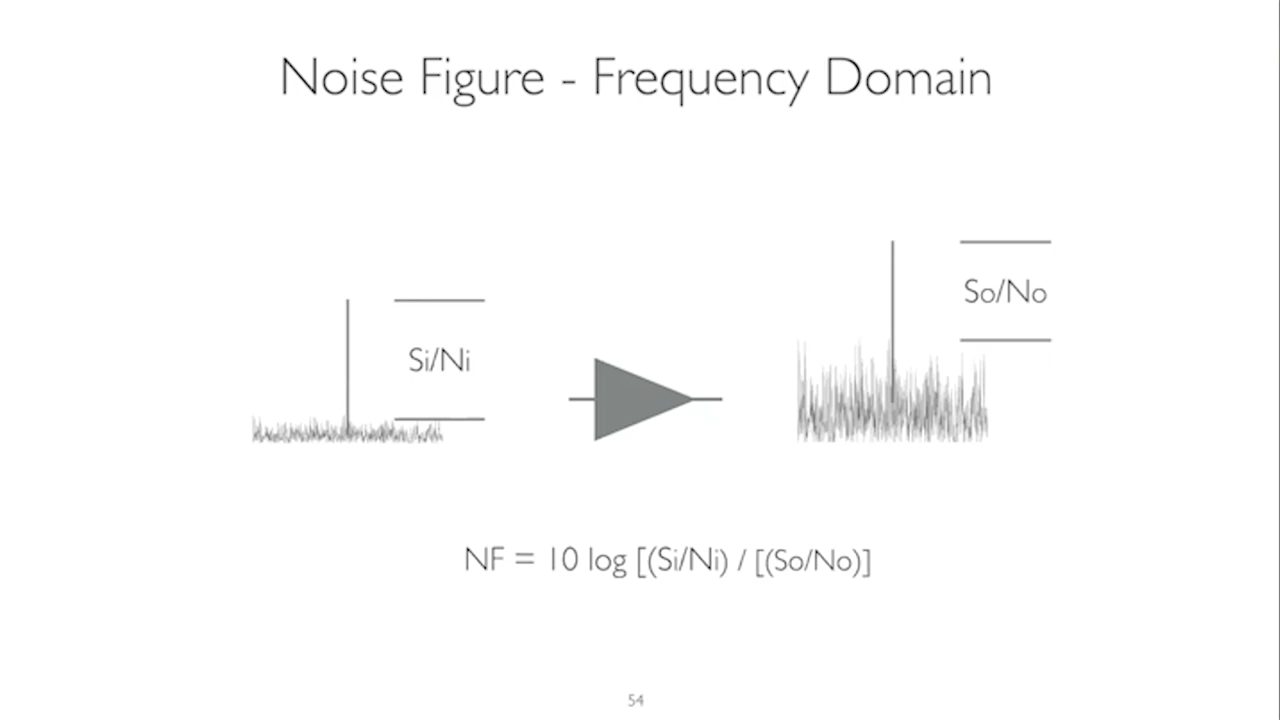 Noise Figure - Frequency Domain
So/No
Si/Ni
NF = 10 log [(Si/Ni) / [(So/No)]
54